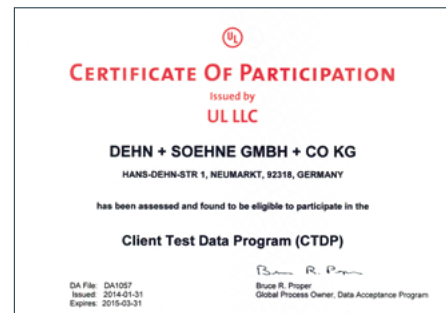 UL
CERTIFICATE OF PARTICIPATION
Issued by
UL LLC
DEHN + SOEHNE GMBH + CO KG
HANS-DEHN-STR 1, NEUMARKT, 92318, GERMANY
has been assessed and found to be eligible to participate in the
Client Test Data Program (CTDP)
DA File: DA1057
Issued: 2014-01-31
Expires: 2015-03-31
Bruce R. Proper
Bruce R. Proper
Global Process Owner, Data Acceptance Program